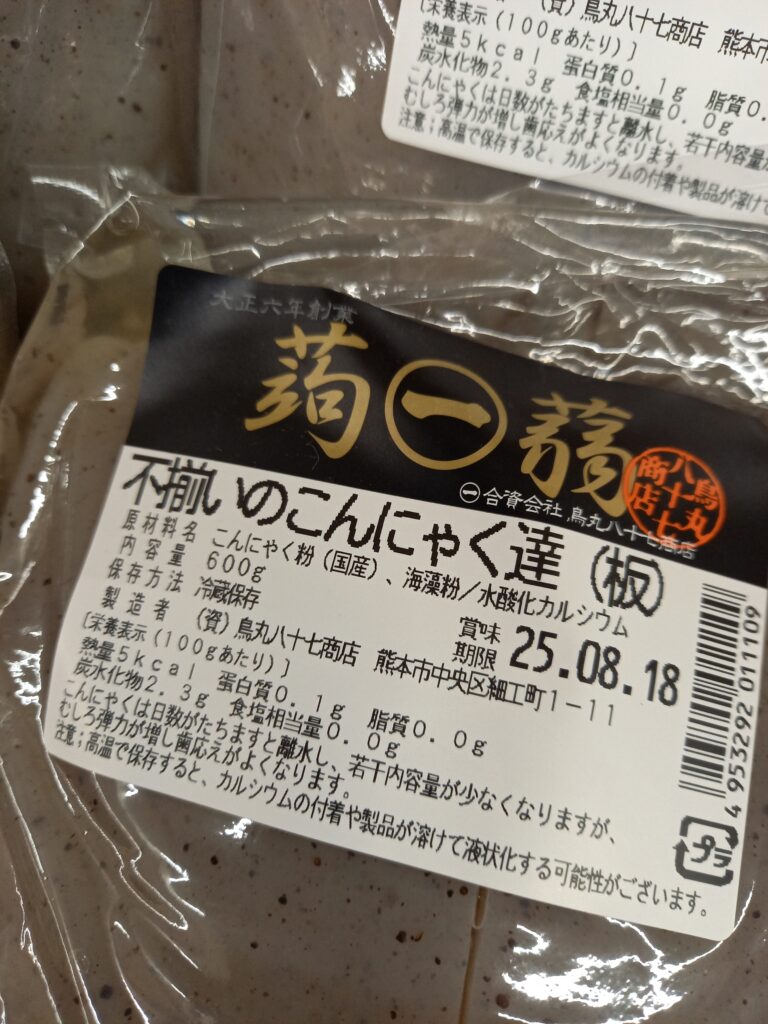 (資)鳥丸八十七商店 熊本市
[栄養表示(100gあたり)]
熱量5kcal 蛋白質0.1g 脂質0.
炭水化物2.3g 食塩相当量0.0g
こんにゃくは日数がたちますと離水し、若干内容量が
むしろ弾力が増し歯応えがよくなります。
注意;高温で保存すると、カルシウムの付着や製品が溶けて
大正六年創業
蒟一蒻
鳥丸八十七商店
㊀合資会社 鳥丸八十七商店
不揃いのこんにゃく達(板)
原材料名 こんにゃく粉(国産)、海藻粉/水酸化カルシウム
内容量 600g
保存方法 冷蔵保存
賞味期限 25.08.18
製造者 (資)鳥丸八十七商店 熊本市中央区細工町1-11
[栄養表示(100gあたり)]
熱量5kcal 蛋白質0.1g 脂質0.0g
炭水化物2.3g 食塩相当量0.0g
こんにゃくは日数がたちますと離水し、若干内容量が少なくなりますが、
むしろ弾力が増し歯応えがよくなります。
注意;高温で保存すると、カルシウムの付着や製品が溶けて液状化する可能性がございます。
4 953292 011109
プラ